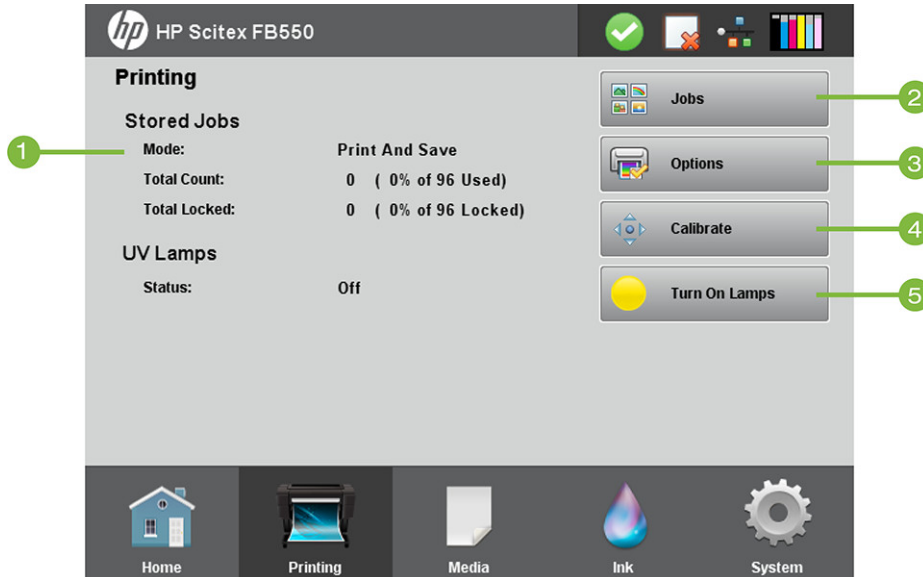 hp HP Scitex FB550
Printing
Stored Jobs
1 Mode: Print And Save
Total Count: 0 ( 0% of 96 Used)
Total Locked: 0 ( 0% of 96 Locked)
UV Lamps
Status: Off
Jobs 2
Options 3
Calibrate 4
Turn On Lamps 5
Home Printing Media Ink System